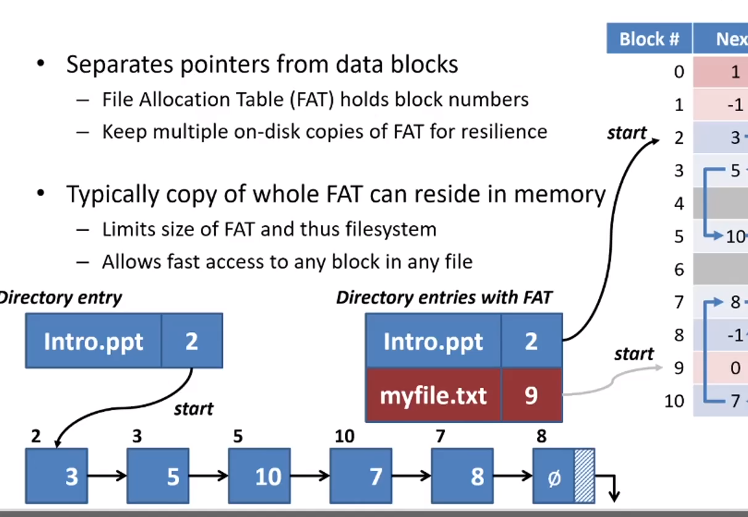 • Separates pointers from data blocks
– File Allocation Table (FAT) holds block numbers
– Keep multiple on-disk copies of FAT for resilience
• Typically copy of whole FAT can reside in memory
– Limits size of FAT and thus filesystem
– Allows fast access to any block in any file
Directory entry
Intro.ppt 2
start
2 3 5 10 7 8
3 5 10 7 8 ø
Directory entries with FAT
Intro.ppt 2
myfile.txt 9
start
start
Block # Nex
0 1
1 -1
2 3
3 5
4
5 10
6
7 8
8 -1
9 0
10 7